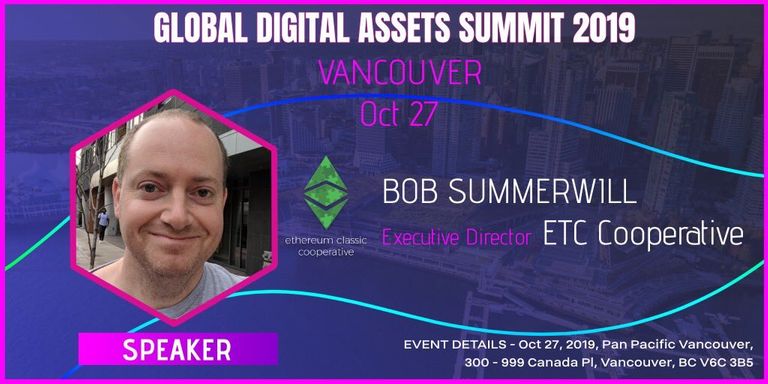 GLOBAL DIGITAL ASSETS SUMMIT 2019
VANCOUVER
Oct 27
BOB SUMMERWILL
Executive Director ETC Cooperative
ethereum classic
cooperative
SPEAKER
EVENT DETAILS - Oct 27, 2019, Pan Pacific Vancouver,
300 - 999 Canada Pl, Vancouver, BC V6C 3B5